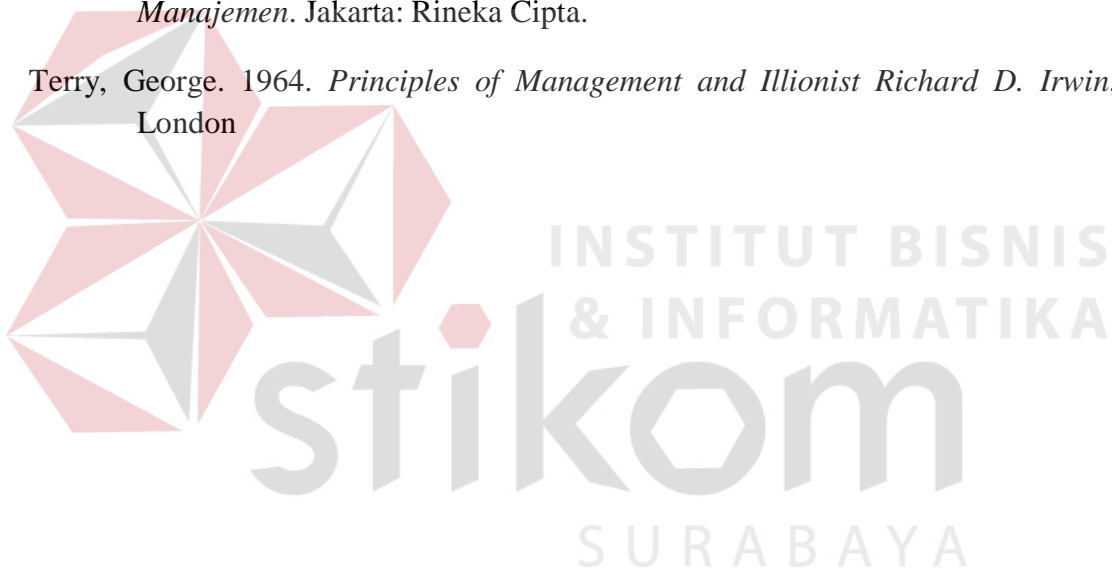 Manajemen. Jakarta: Rineka Cipta.
Terry, George. 1964. Principles of Management and Illionist Richard D. Irwin.
London
INSTITUT BISNIS
& INFORMATIKA
stikom
SURABAYA